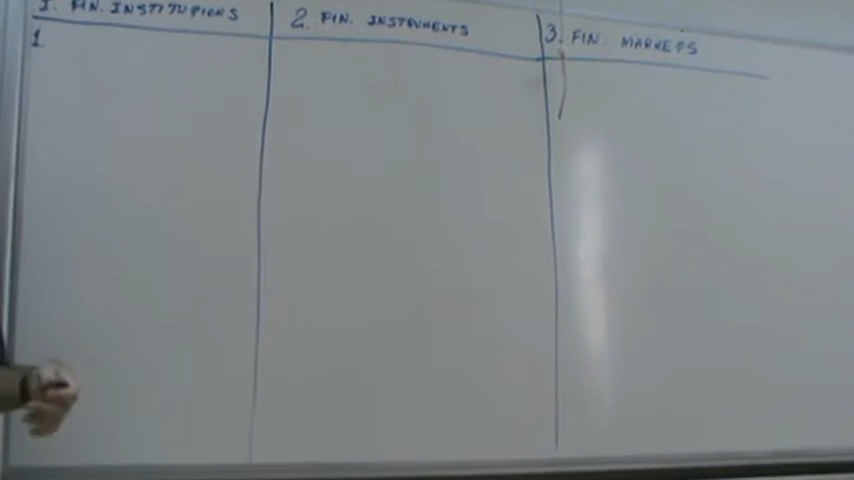 1. FIN. INSTITUTIONS
2. FIN. INSTRUMENTS
3. FIN. MARKETS
1